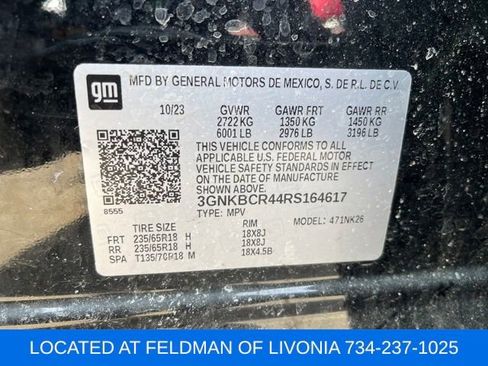 gm
MFD BY GENERAL MOTORS DE MEXICO, S. DE R.L. DE C.V.
10/23 GVWR GAWR FRT GAWR RR
2722 KG 1350 KG 1450 KG
6001 LB 2976 LB 3196 LB
THIS VEHICLE CONFORMS TO ALL
APPLICABLE U.S. FEDERAL MOTOR
VEHICLE SAFETY STANDARDS IN EFFECT
ON THE DATE OF MANUFACTURE SHOWN ABOVE.
3GNKBCR44RS164617
8555 TYPE: MPV MODEL: 471NK26
TIRE SIZE RIM
FRT 235/65R18 H 18X8J
RR 235/65R18 H 18X8J
SPA T135/70R18 M 18X4.5B
LOCATED AT FELDMAN OF LIVONIA 734-237-1025